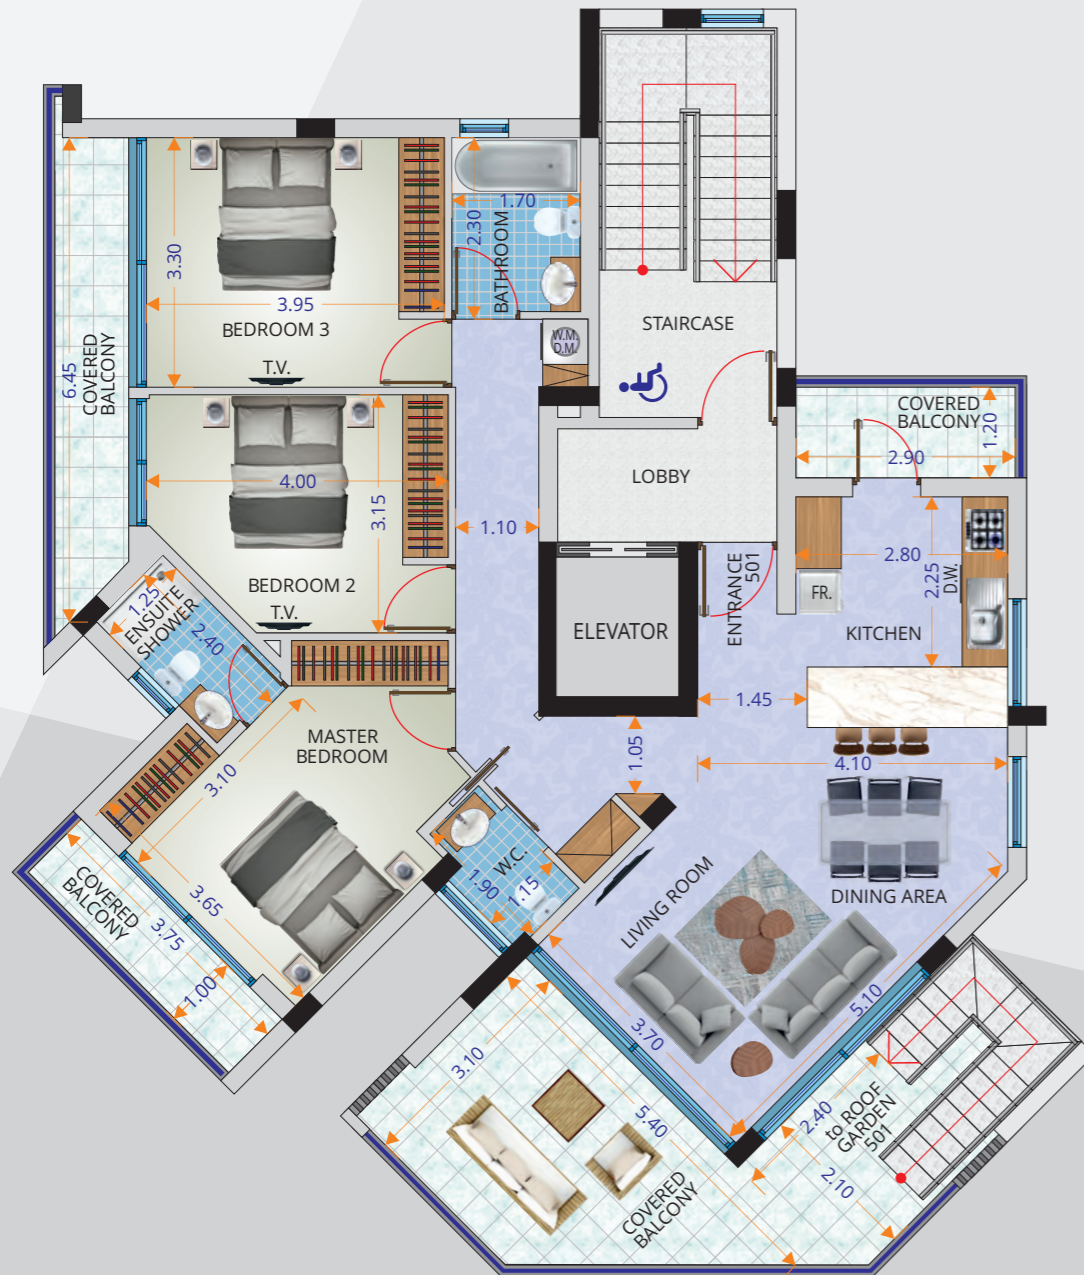 1.70
2.30
BATHROOM
3.30
3.95
BEDROOM 3
T.V.
W.M.
D.M.
STAIRCASE
6.45
COVERED
BALCONY
COVERED
BALCONY
1.20
2.90
4.00
3.15
LOBBY
1.10
2.80
2.25
D.W.
ENTRANCE
501
FR.
BEDROOM 2
T.V.
ELEVATOR
KITCHEN
1.25
ENSUITE
SHOWER
2.40
1.45
MASTER
BEDROOM
1.05
4.10
3.10
W.C.
1.90
1.15
LIVING ROOM
DINING AREA
3.65
COVERED
BALCONY
3.75
1.00
3.70
5.10
3.10
5.40
2.40
to ROOF
GARDEN
501
2.10
COVERED
BALCONY